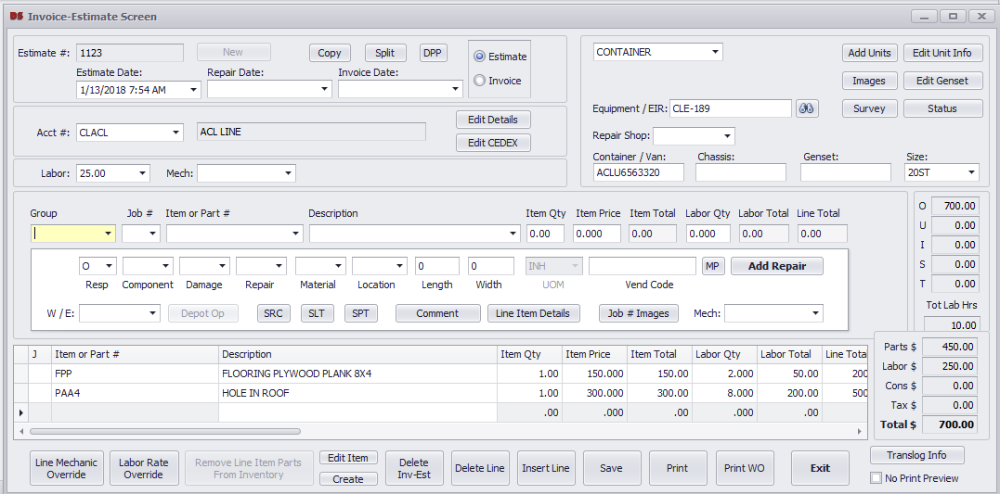 DS Invoice-Estimate Screen
Estimate #: 1123 New Copy Split DPP
Estimate Date: Repair Date: Invoice Date:
1/13/2018 7:54 AM
Estimate
Invoice
CONTAINER
Add Units Edit Unit Info
Images Edit Genset
Equipment / EIR: CLE-189 Survey Status
Repair Shop:
Container / Van: Chassis: Genset: Size:
ACLU6563320 20ST
Acct #: CLACL ACL LINE
Edit Details
Edit CEDEX
Labor: 25.00 Mech:
Group Job # Item or Part # Description Item Qty Item Price Item Total Labor Qty Labor Total Line Total
0.00 0.000 0.00 0.000 0.00 0.00
O 0 0 INH MP Add Repair
Resp Component Damage Repair Material Location Length Width UOM Vend Code
W / E: Depot Op SRC SLT SPT Comment Line Item Details Job # Images Mech:
O 700.00
U 0.00
I 0.00
S 0.00
T 0.00
Tot Lab Hrs
10.00
J Item or Part # Description Item Qty Item Price Item Total Labor Qty Labor Total Line Tota
FPP FLOORING PLYWOOD PLANK 8X4 1.00 150.000 150.00 2.000 50.00 200
PAA4 HOLE IN ROOF 1.00 300.000 300.00 8.000 200.00 500
.00 .000 .00 .000 .00
Parts $ 450.00
Labor $ 250.00
Cons $ 0.00
Tax $ 0.00
Total $ 700.00
Line Mechanic
Override
Labor Rate
Override
Remove Line Item Parts
From Inventory
Edit Item
Create
Delete
Inv-Est
Delete Line Insert Line Save Print Print WO Exit
Translog Info
No Print Preview